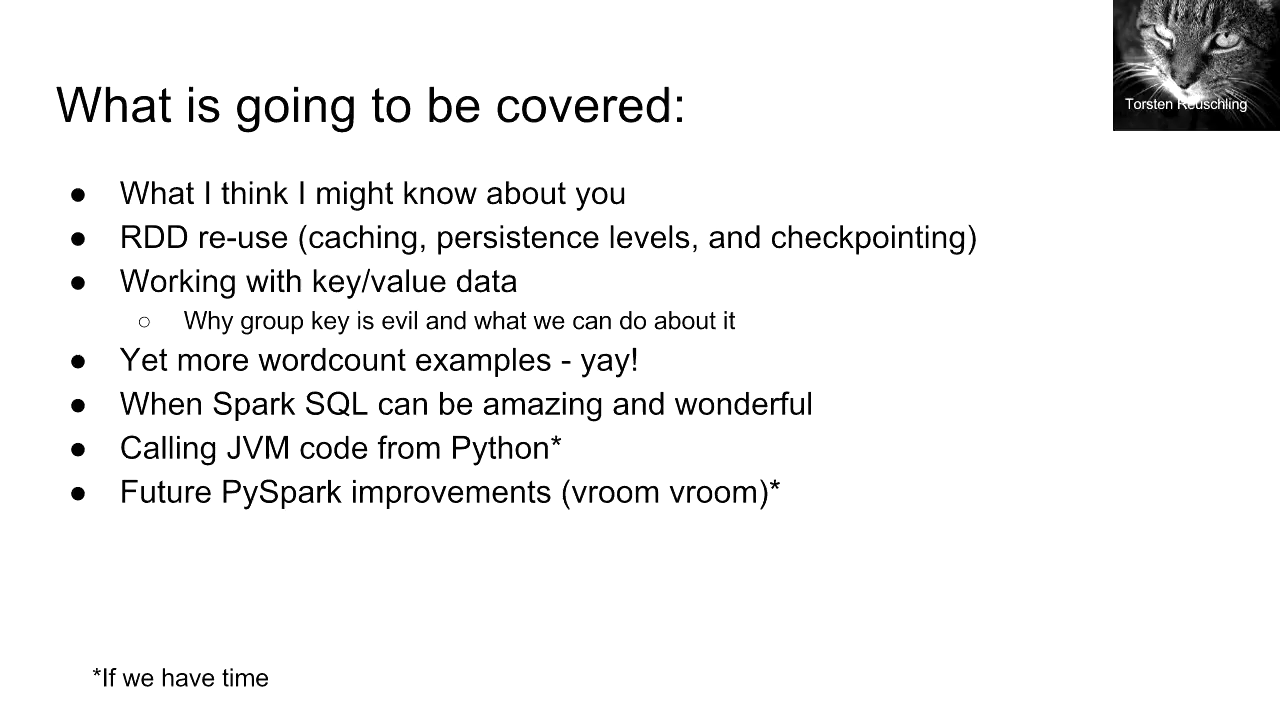 What is going to be covered:
Torsten Reuschling
● What I think I might know about you
● RDD re-use (caching, persistence levels, and checkpointing)
● Working with key/value data
○ Why group key is evil and what we can do about it
● Yet more wordcount examples - yay!
● When Spark SQL can be amazing and wonderful
● Calling JVM code from Python*
● Future PySpark improvements (vroom vroom)*
*If we have time